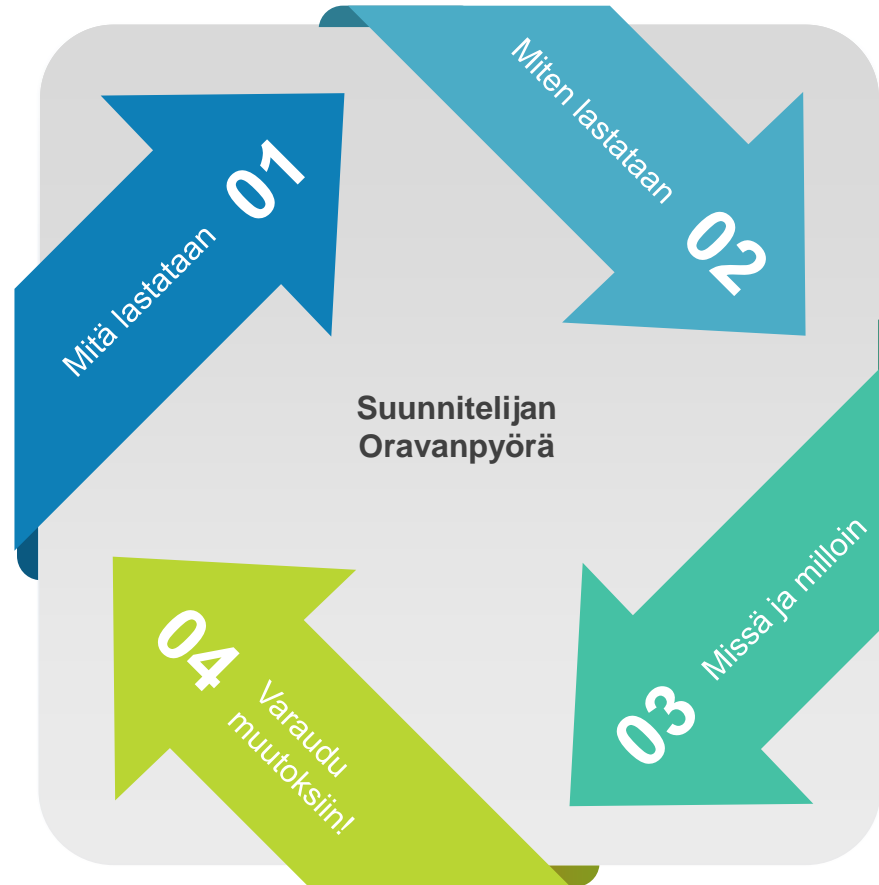 01
Mitä lastataan
Miten lastataan
02
Suunnitelijan
Oravanpyörä
Missä ja milloin
03
04
Varaudu
muutoksiin!